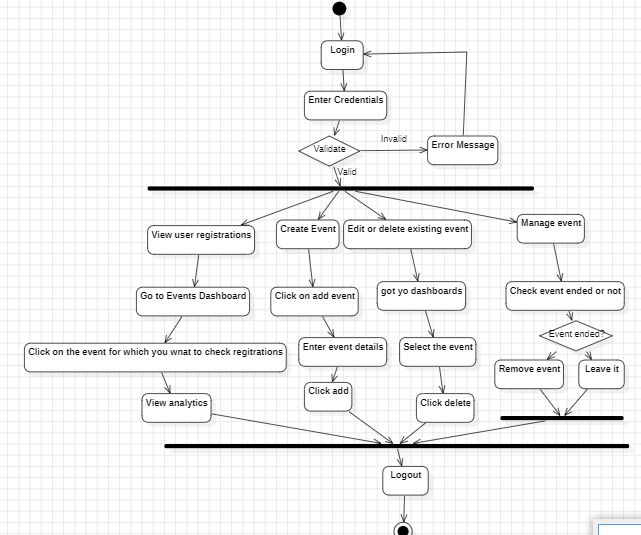 Login
Enter Credentials
Validate
Invalid
Error Message
Valid
View user registrations
Create Event
Edit or delete existing event
Manage event
Go to Events Dashboard
Click on add event
got yo dashboards
Check event ended or not
Event ended?
Click on the event for which you wnat to check regitrations
Enter event details
Select the event
Remove event
Leave it
View analytics
Click add
Click delete
Logout